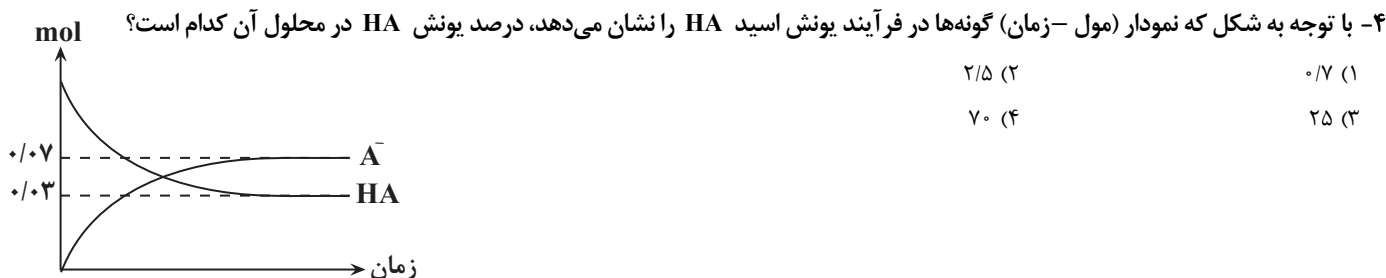 ۴- با توجه به شکل که نمودار (مول –زمان) گونه‌ها در فرآیند یونش اسید HA را نشان می‌دهد، درصد یونش HA در محلول آن کدام است؟
۱) ۰/۷ ۲) ۲/۵
۳) ۲۵ ۴) ۷۰
mol
۰/۰۷ A⁻
۰/۰۳ HA
زمان